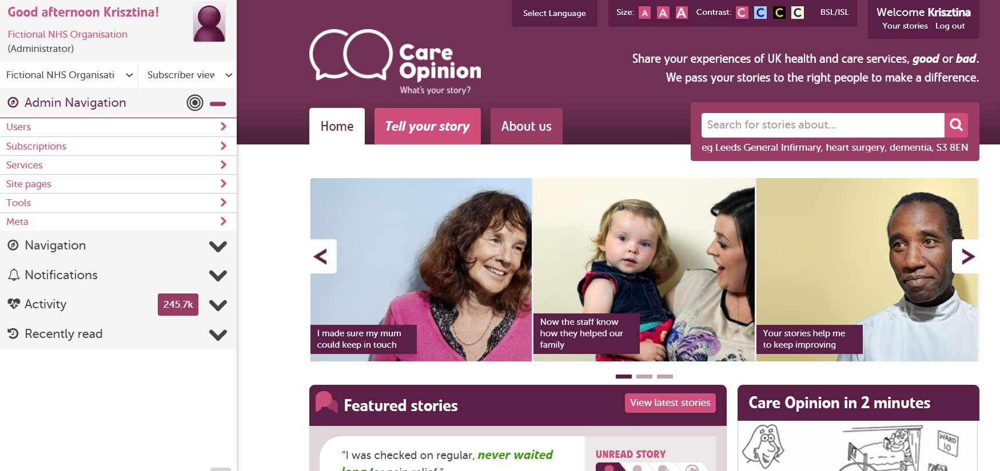 Good afternoon Krisztina!
Fictional NHS Organisation
(Administrator)
Fictional NHS Organisati
Subscriber view
Admin Navigation
Users
Subscriptions
Services
Site pages
Tools
Meta
Navigation
Notifications
Activity
245.7k
Recently read
Select Language
Size: A A A Contrast: C C C C BSL/ISL
Welcome Krisztina
Your stories Log out
Care
Opinion
What's your story?
Share your experiences of UK health and care services, good or bad.
We pass your stories to the right people to make a difference.
Home
Tell your story
About us
Search for stories about...
eg Leeds General Infirmary, heart surgery, dementia, S3 8EN
I made sure my mum
could keep in touch
Now the staff know
how they helped our
family
Your stories help me
to keep improving
Featured stories
View latest stories
"I was checked on regular, never waited
long for pain relief."
UNREAD STORY
Care Opinion in 2 minutes
WARD
10